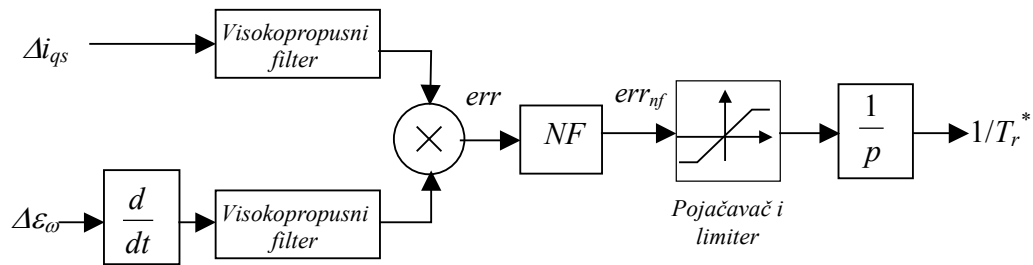 Δi_qs
Visokopropusni
filter
err
NF
err_nf
1
p
1/T_r*
Pojačavač i
limiter
Δε_ω
d
dt
Visokopropusni
filter